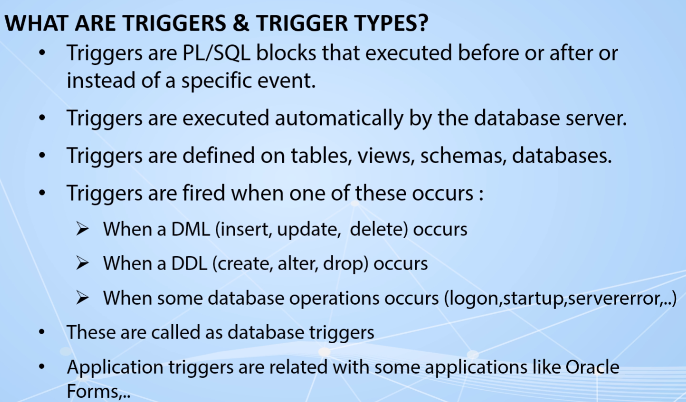 WHAT ARE TRIGGERS & TRIGGER TYPES?
• Triggers are PL/SQL blocks that executed before or after or
instead of a specific event.
• Triggers are executed automatically by the database server.
• Triggers are defined on tables, views, schemas, databases.
• Triggers are fired when one of these occurs :
➢ When a DML (insert, update,  delete) occurs
➢ When a DDL (create, alter, drop) occurs
➢ When some database operations occurs (logon,startup,servererror,..)
• These are called as database triggers
• Application triggers are related with some applications like Oracle
Forms,..